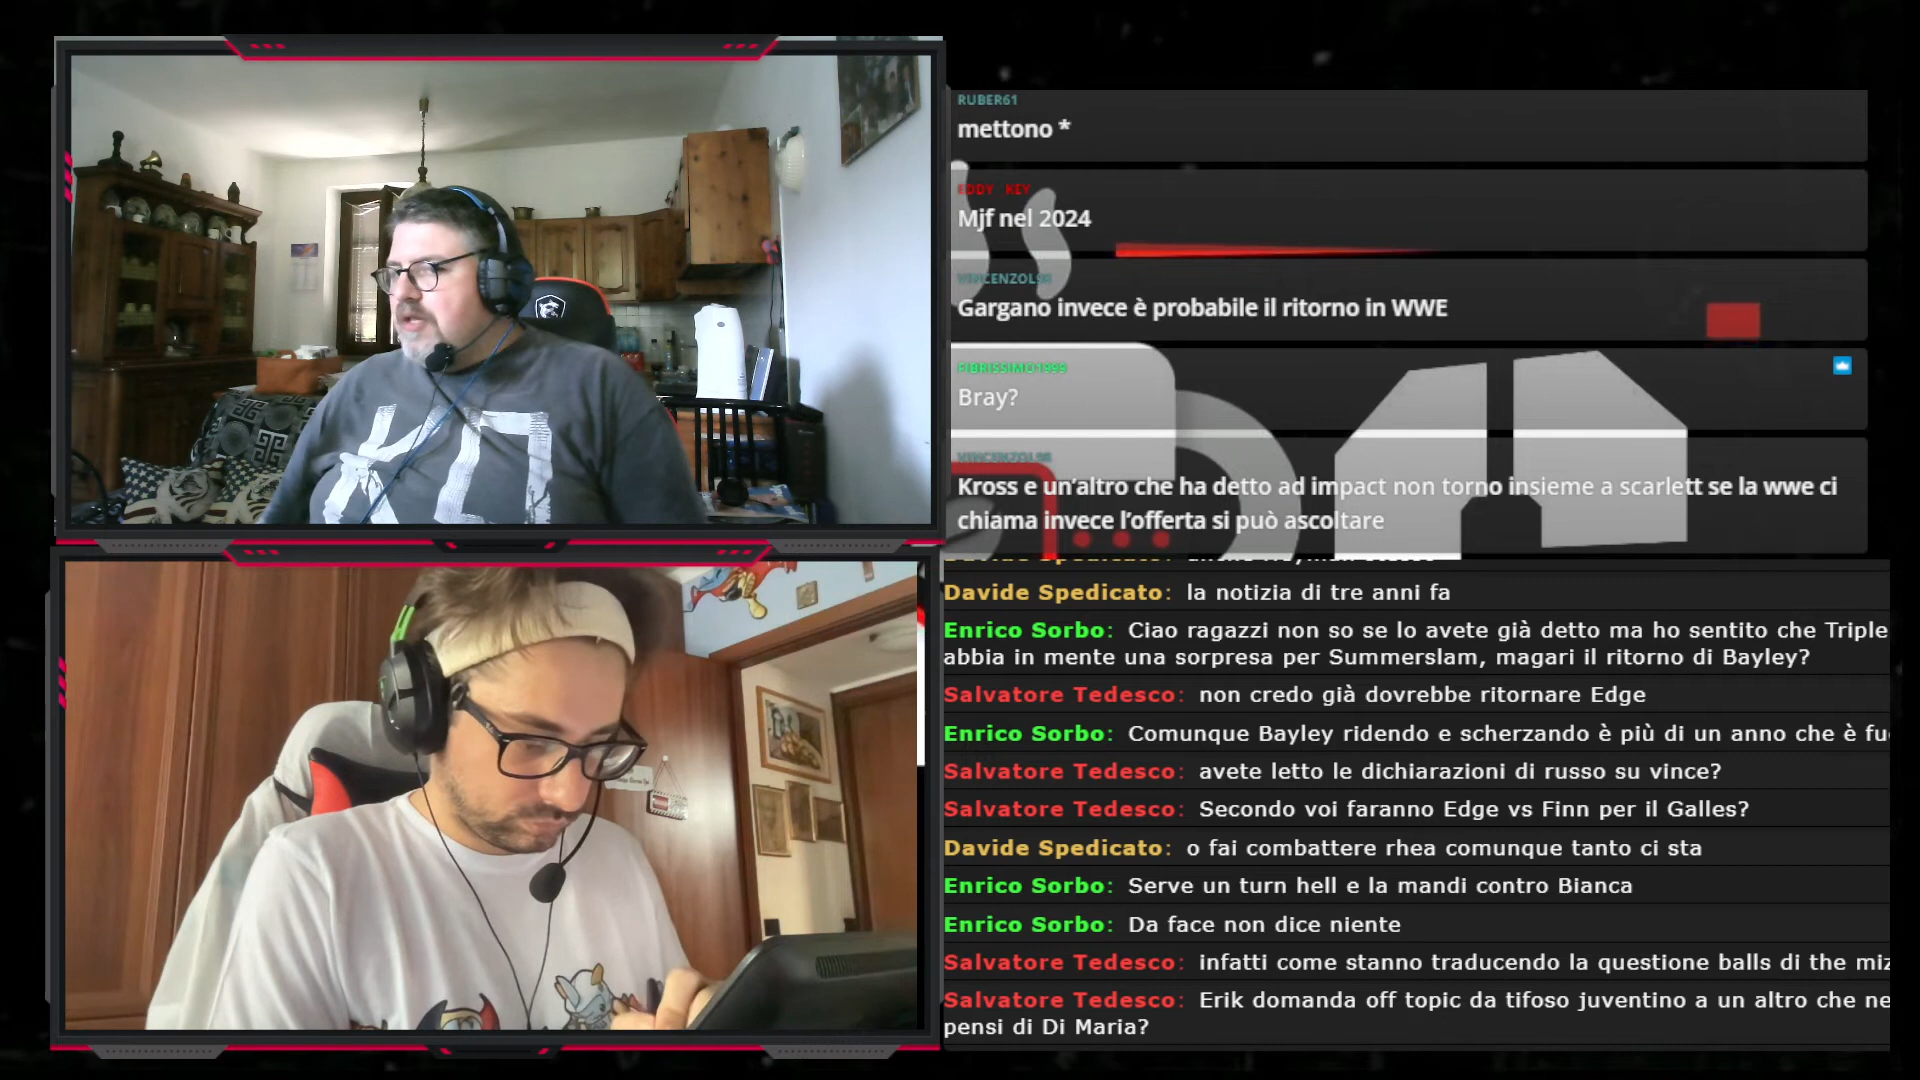 RUBER61
mettono *
EDDY_KEY
Mjf nel 2024
VINCENZOL98
Gargano invece è probabile il ritorno in WWE
FIBRISSIMO1999
Bray?
VINCENZOL98
Kross e un'altro che ha detto ad impact non torno insieme a scarlett se la wwe ci
chiama invece l'offerta si può ascoltare
Davide Spedicato: la notizia di tre anni fa
Enrico Sorbo: Ciao ragazzi non so se lo avete già detto ma ho sentito che Triple
abbia in mente una sorpresa per Summerslam, magari il ritorno di Bayley?
Salvatore Tedesco: non credo già dovrebbe ritornare Edge
Enrico Sorbo: Comunque Bayley ridendo e scherzando è più di un anno che è fu
Salvatore Tedesco: avete letto le dichiarazioni di russo su vince?
Salvatore Tedesco: Secondo voi faranno Edge vs Finn per il Galles?
Davide Spedicato: o fai combattere rhea comunque tanto ci sta
Enrico Sorbo: Serve un turn hell e la mandi contro Bianca
Enrico Sorbo: Da face non dice niente
Salvatore Tedesco: infatti come stanno traducendo la questione balls di the miz
Salvatore Tedesco: Erik domanda off topic da tifoso juventino a un altro che ne
pensi di Di Maria?